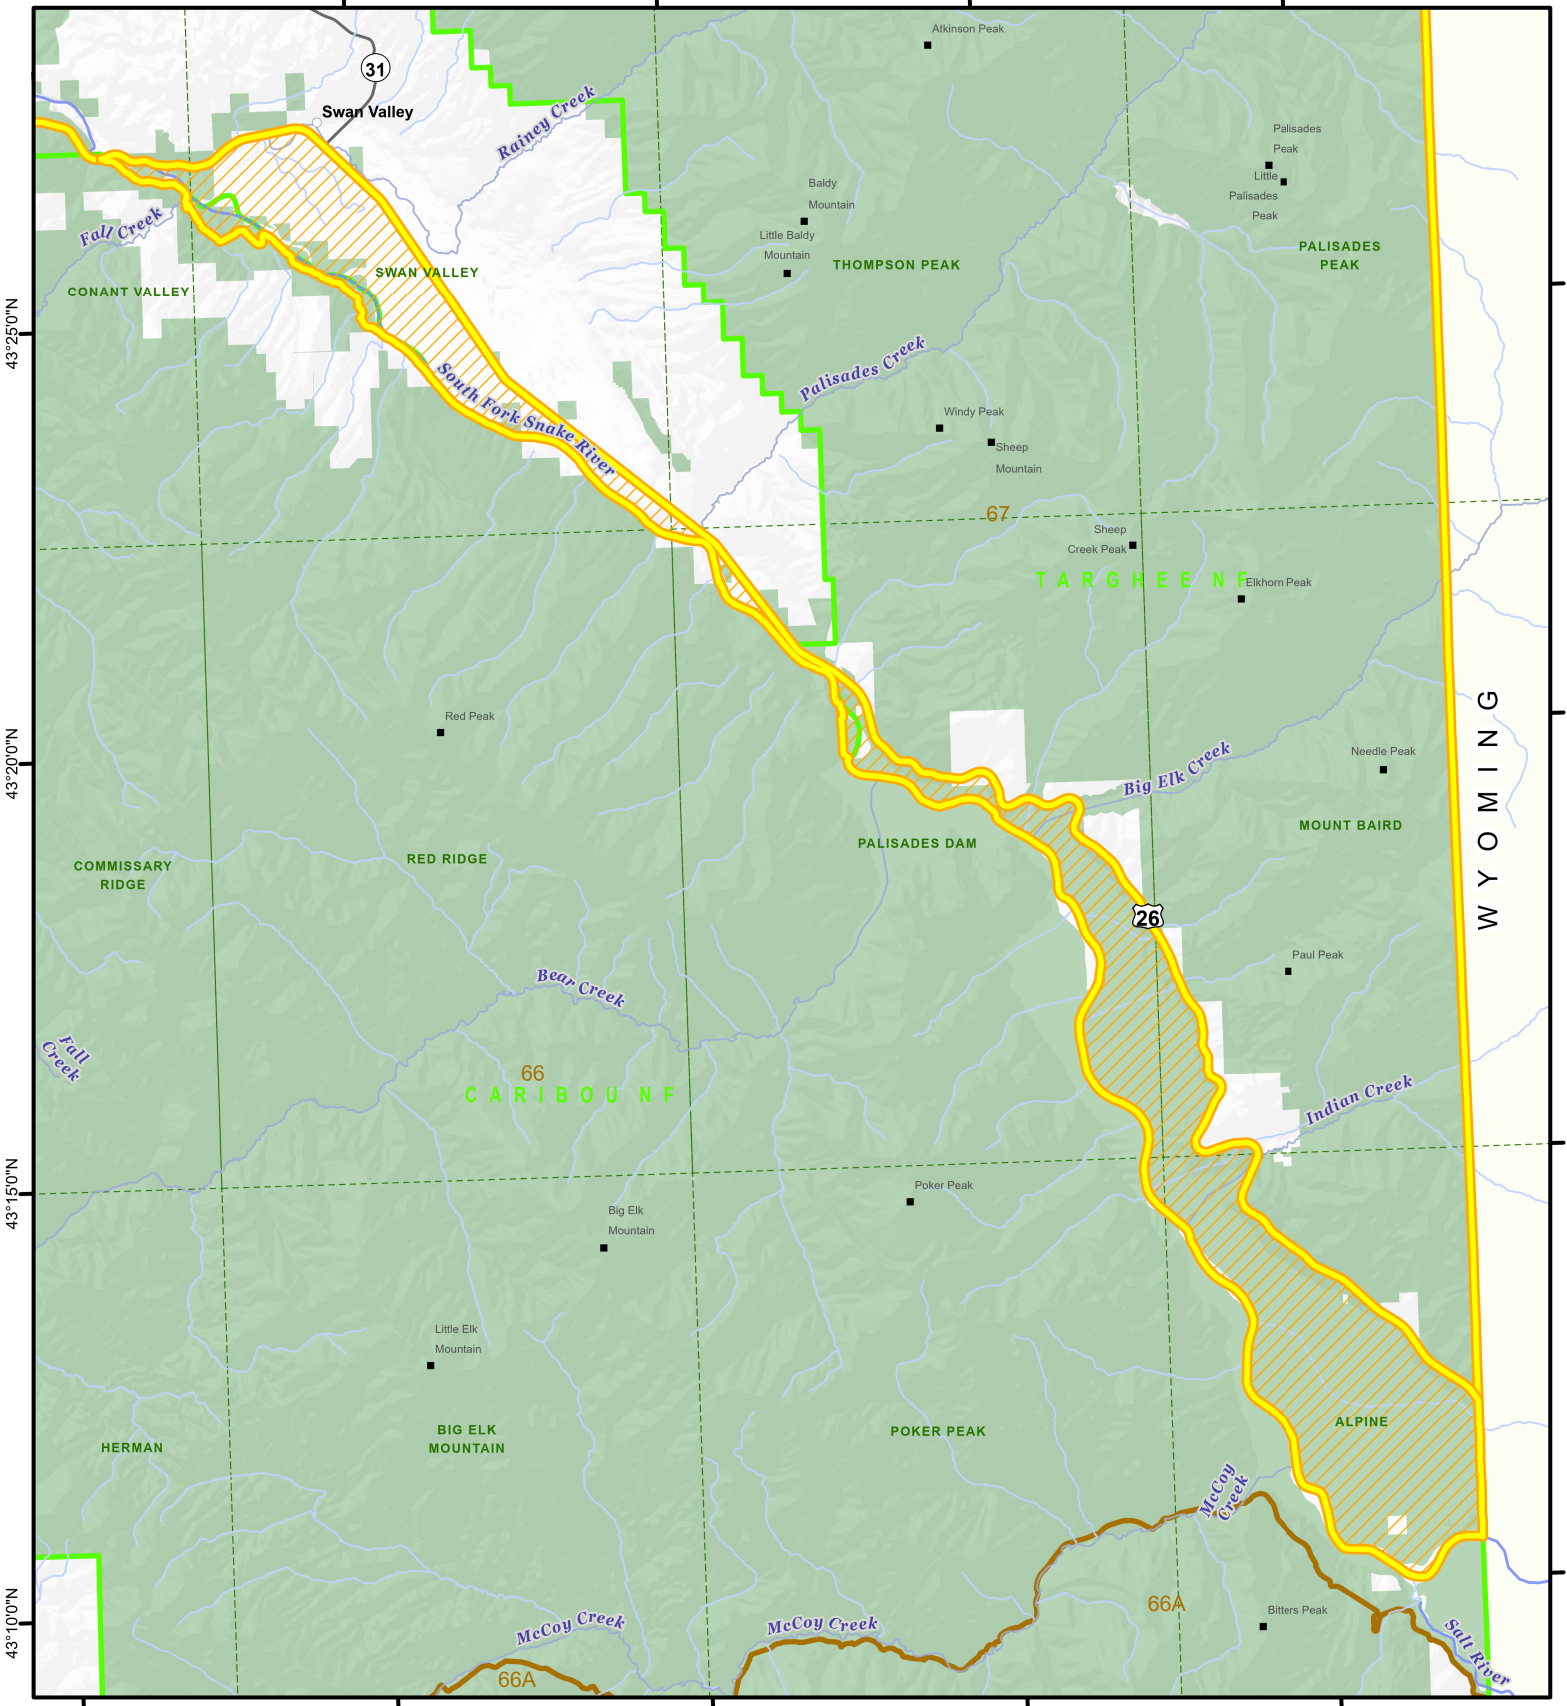 Atkinson Peak
31
Swan Valley
Rainey Creek
Palisades
Peak
Little
Palisades
Peak
Baldy
Mountain
Little Baldy
Mountain
Fall Creek
PALISADES
PEAK
THOMPSON PEAK
SWAN VALLEY
CONANT VALLEY
43°25'0"N
Palisades Creek
South Fork Snake River
Windy Peak
Sheep
Mountain
67
Sheep
Creek Peak
TARGHEE NF
Elkhorn Peak
WYOMING
Red Peak
43°20'0"N
Big Elk Creek
Needle Peak
MOUNT BAIRD
PALISADES DAM
RED RIDGE
COMMISSARY
RIDGE
26
Paul Peak
Bear Creek
Fall
Creek
66
CARIBOU NF
Indian Creek
43°15'0"N
Poker Peak
Big Elk
Mountain
Little Elk
Mountain
ALPINE
BIG ELK
MOUNTAIN
POKER PEAK
HERMAN
McCoy
Creek
66A
Bitters Peak
43°10'0"N
McCoy Creek
McCoy Creek
Salt River
66A